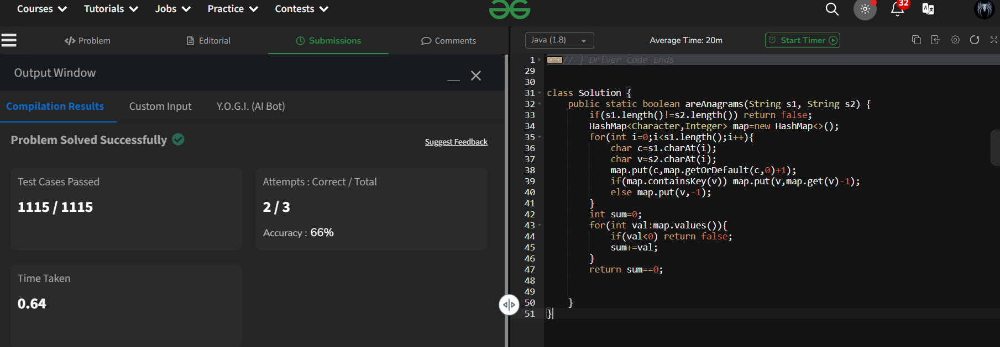 Courses Tutorials Jobs Practice Contests 32
Problem Editorial Submissions Comments
Output Window
Compilation Results Custom Input Y.O.G.I. (AI Bot)
Problem Solved Successfully
Suggest Feedback
Test Cases Passed
1115 / 1115
Attempts : Correct / Total
2 / 3
Accuracy : 66%
Time Taken
0.64
Java (1.8) Average Time: 20m Start Timer
1 // } Driver Code Ends
29
30
31 class Solution {
32 public static boolean areAnagrams(String s1, String s2) {
33 if(s1.length()!=s2.length()) return false;
34 HashMap<Character,Integer> map=new HashMap<>();
35 for(int i=0;i<s1.length();i++){
36 char c=s1.charAt(i);
37 char v=s2.charAt(i);
38 map.put(c,map.getOrDefault(c,0)+1);
39 if(map.containsKey(v)) map.put(v,map.get(v)-1);
40 else map.put(v,-1);
41 }
42 int sum=0;
43 for(int val:map.values()){
44 if(val<0) return false;
45 sum+=val;
46 }
47 return sum==0;
48
49
50 }
51 }